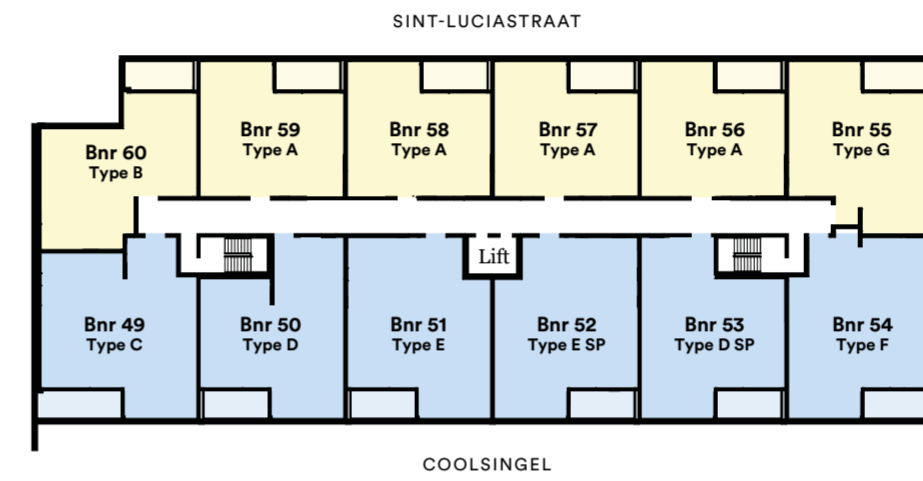 SINT-LUCIASTRAAT
Bnr 60
Type B
Bnr 59
Type A
Bnr 58
Type A
Bnr 57
Type A
Bnr 56
Type A
Bnr 55
Type G
Lift
Bnr 49
Type C
Bnr 50
Type D
Bnr 51
Type E
Bnr 52
Type E SP
Bnr 53
Type D SP
Bnr 54
Type F
COOLSINGEL